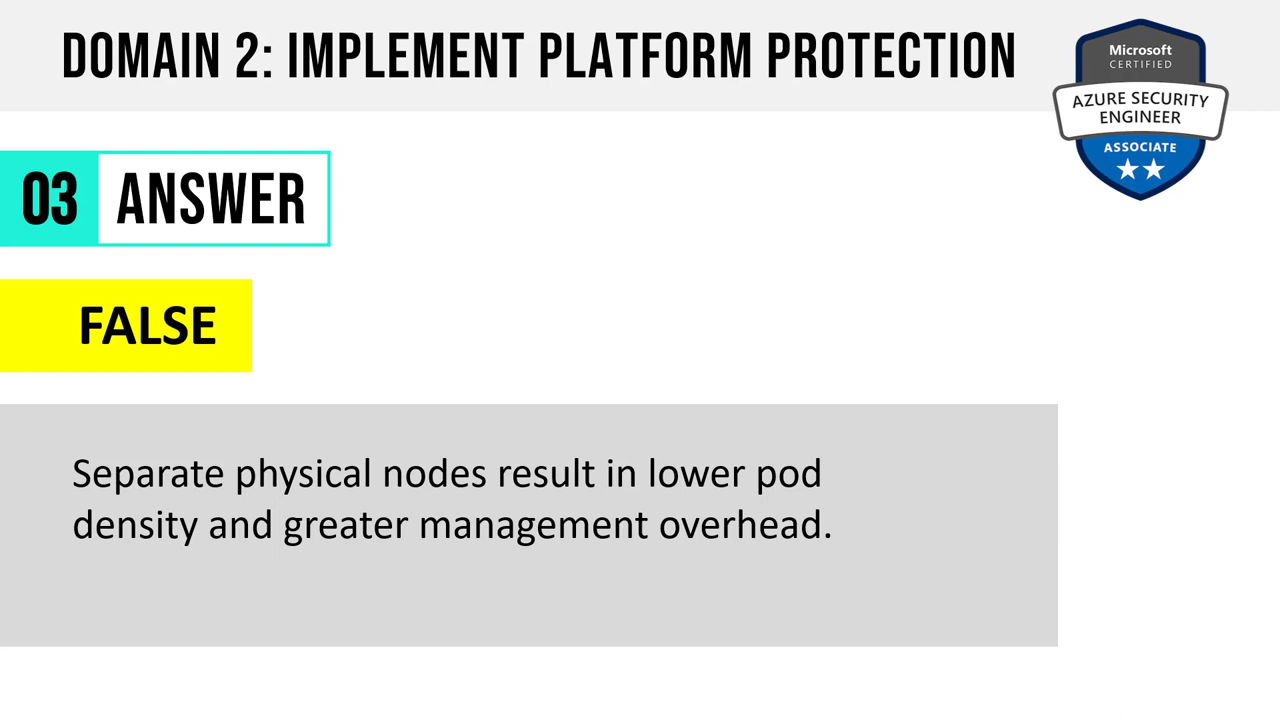 DOMAIN 2: IMPLEMENT PLATFORM PROTECTION
Microsoft
CERTIFIED
AZURE SECURITY
ENGINEER
ASSOCIATE
03 ANSWER
FALSE
Separate physical nodes result in lower pod
density and greater management overhead.